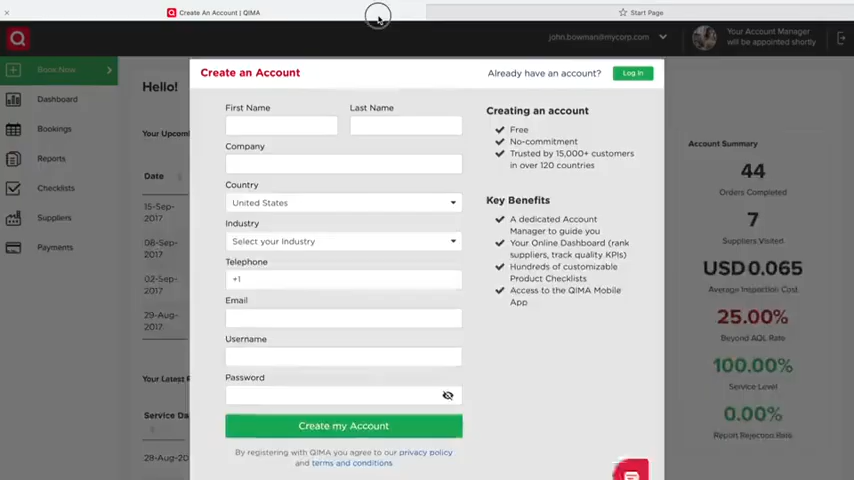 Create An Account | QIMA
Start Page
john.bowman@mycorp.com
Your Account Manager
will be appointed shortly
Book Now
Dashboard
Bookings
Reports
Checklists
Suppliers
Payments
Hello!
Your Upcom
Date
15-Sep-
2017
08-Sep-
2017
02-Sep-
2017
29-Aug-
2017
Your Latest R
Service Da
28-Aug-20
Create an Account
Already have an account?
Log In
First Name
Last Name
Company
Country
United States
Industry
Select your Industry
Telephone
+1
Email
Username
Password
Create my Account
By registering with QIMA you agree to our privacy policy
and terms and conditions
Creating an account
Free
No-commitment
Trusted by 15,000+ customers
in over 120 countries
Key Benefits
A dedicated Account
Manager to guide you
Your Online Dashboard (rank
suppliers, track quality KPIs)
Hundreds of customizable
Product Checklists
Access to the QIMA Mobile
App
Account Summary
44
Orders Completed
7
Suppliers Visited
USD 0.065
Average Inspection Cost
25.00%
Beyond AQL Rate
100.00%
Service Level
0.00%
Report Rejection Rate